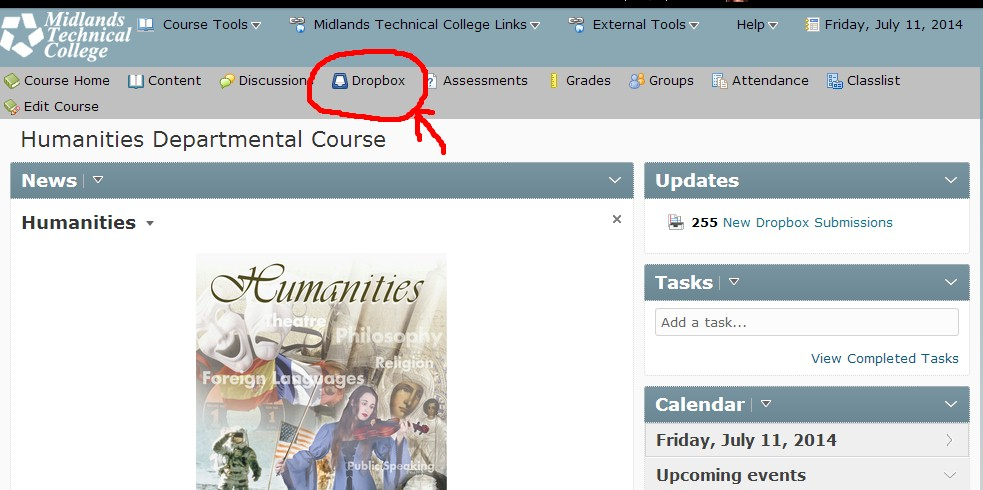 Midlands Technical College
Course Tools Midlands Technical College Links External Tools Help Friday, July 11, 2014
Course Home Content Discussion Dropbox Assessments Grades Groups Attendance Classlist
Edit Course
Humanities Departmental Course
News
Humanities
Humanities
Theatre
Philosophy
Religion
Foreign Languages
Public Speaking
Updates
255 New Dropbox Submissions
Tasks
Add a task...
View Completed Tasks
Calendar
Friday, July 11, 2014
Upcoming events